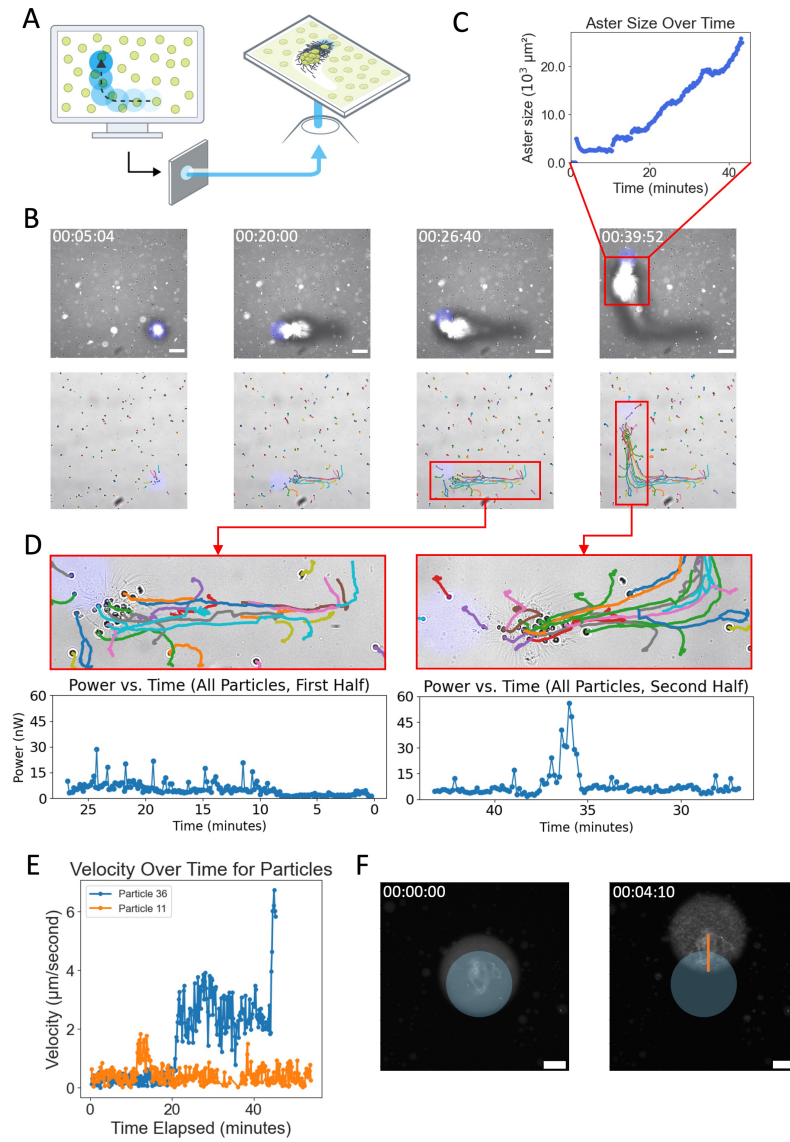 A
C
Aster Size Over Time
Aster size (10³ µm²)
20.0
10.0
0.0
0
20
40
Time (minutes)
B
00:05:04
00:20:00
00:26:40
00:39:52
D
Power vs. Time (All Particles, First Half)
Power (nW)
60
45
30
15
0
25
20
15
10
5
0
Time (minutes)
Power vs. Time (All Particles, Second Half)
60
45
30
15
0
40
35
30
Time (minutes)
E
Velocity Over Time for Particles
Particle 36
Particle 11
Velocity (µm/second)
6
4
2
0
0
20
40
Time Elapsed (minutes)
F
00:00:00
00:04:10